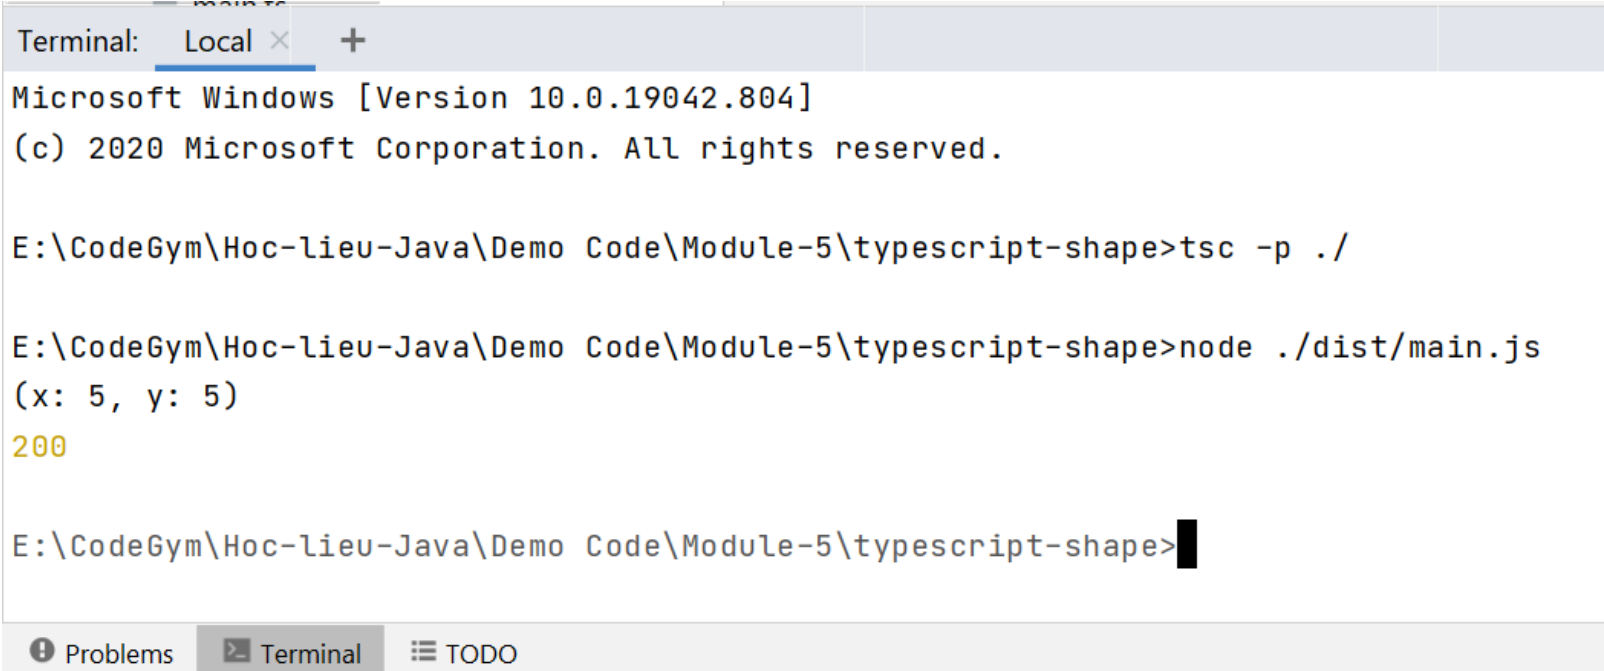 main.ts
Terminal: Local × +
Microsoft Windows [Version 10.0.19042.804]
(c) 2020 Microsoft Corporation. All rights reserved.
E:\CodeGym\Hoc-lieu-Java\Demo Code\Module-5\typescript-shape>tsc -p ./
E:\CodeGym\Hoc-lieu-Java\Demo Code\Module-5\typescript-shape>node ./dist/main.js
(x: 5, y: 5)
200
E:\CodeGym\Hoc-lieu-Java\Demo Code\Module-5\typescript-shape>
Problems Terminal TODO